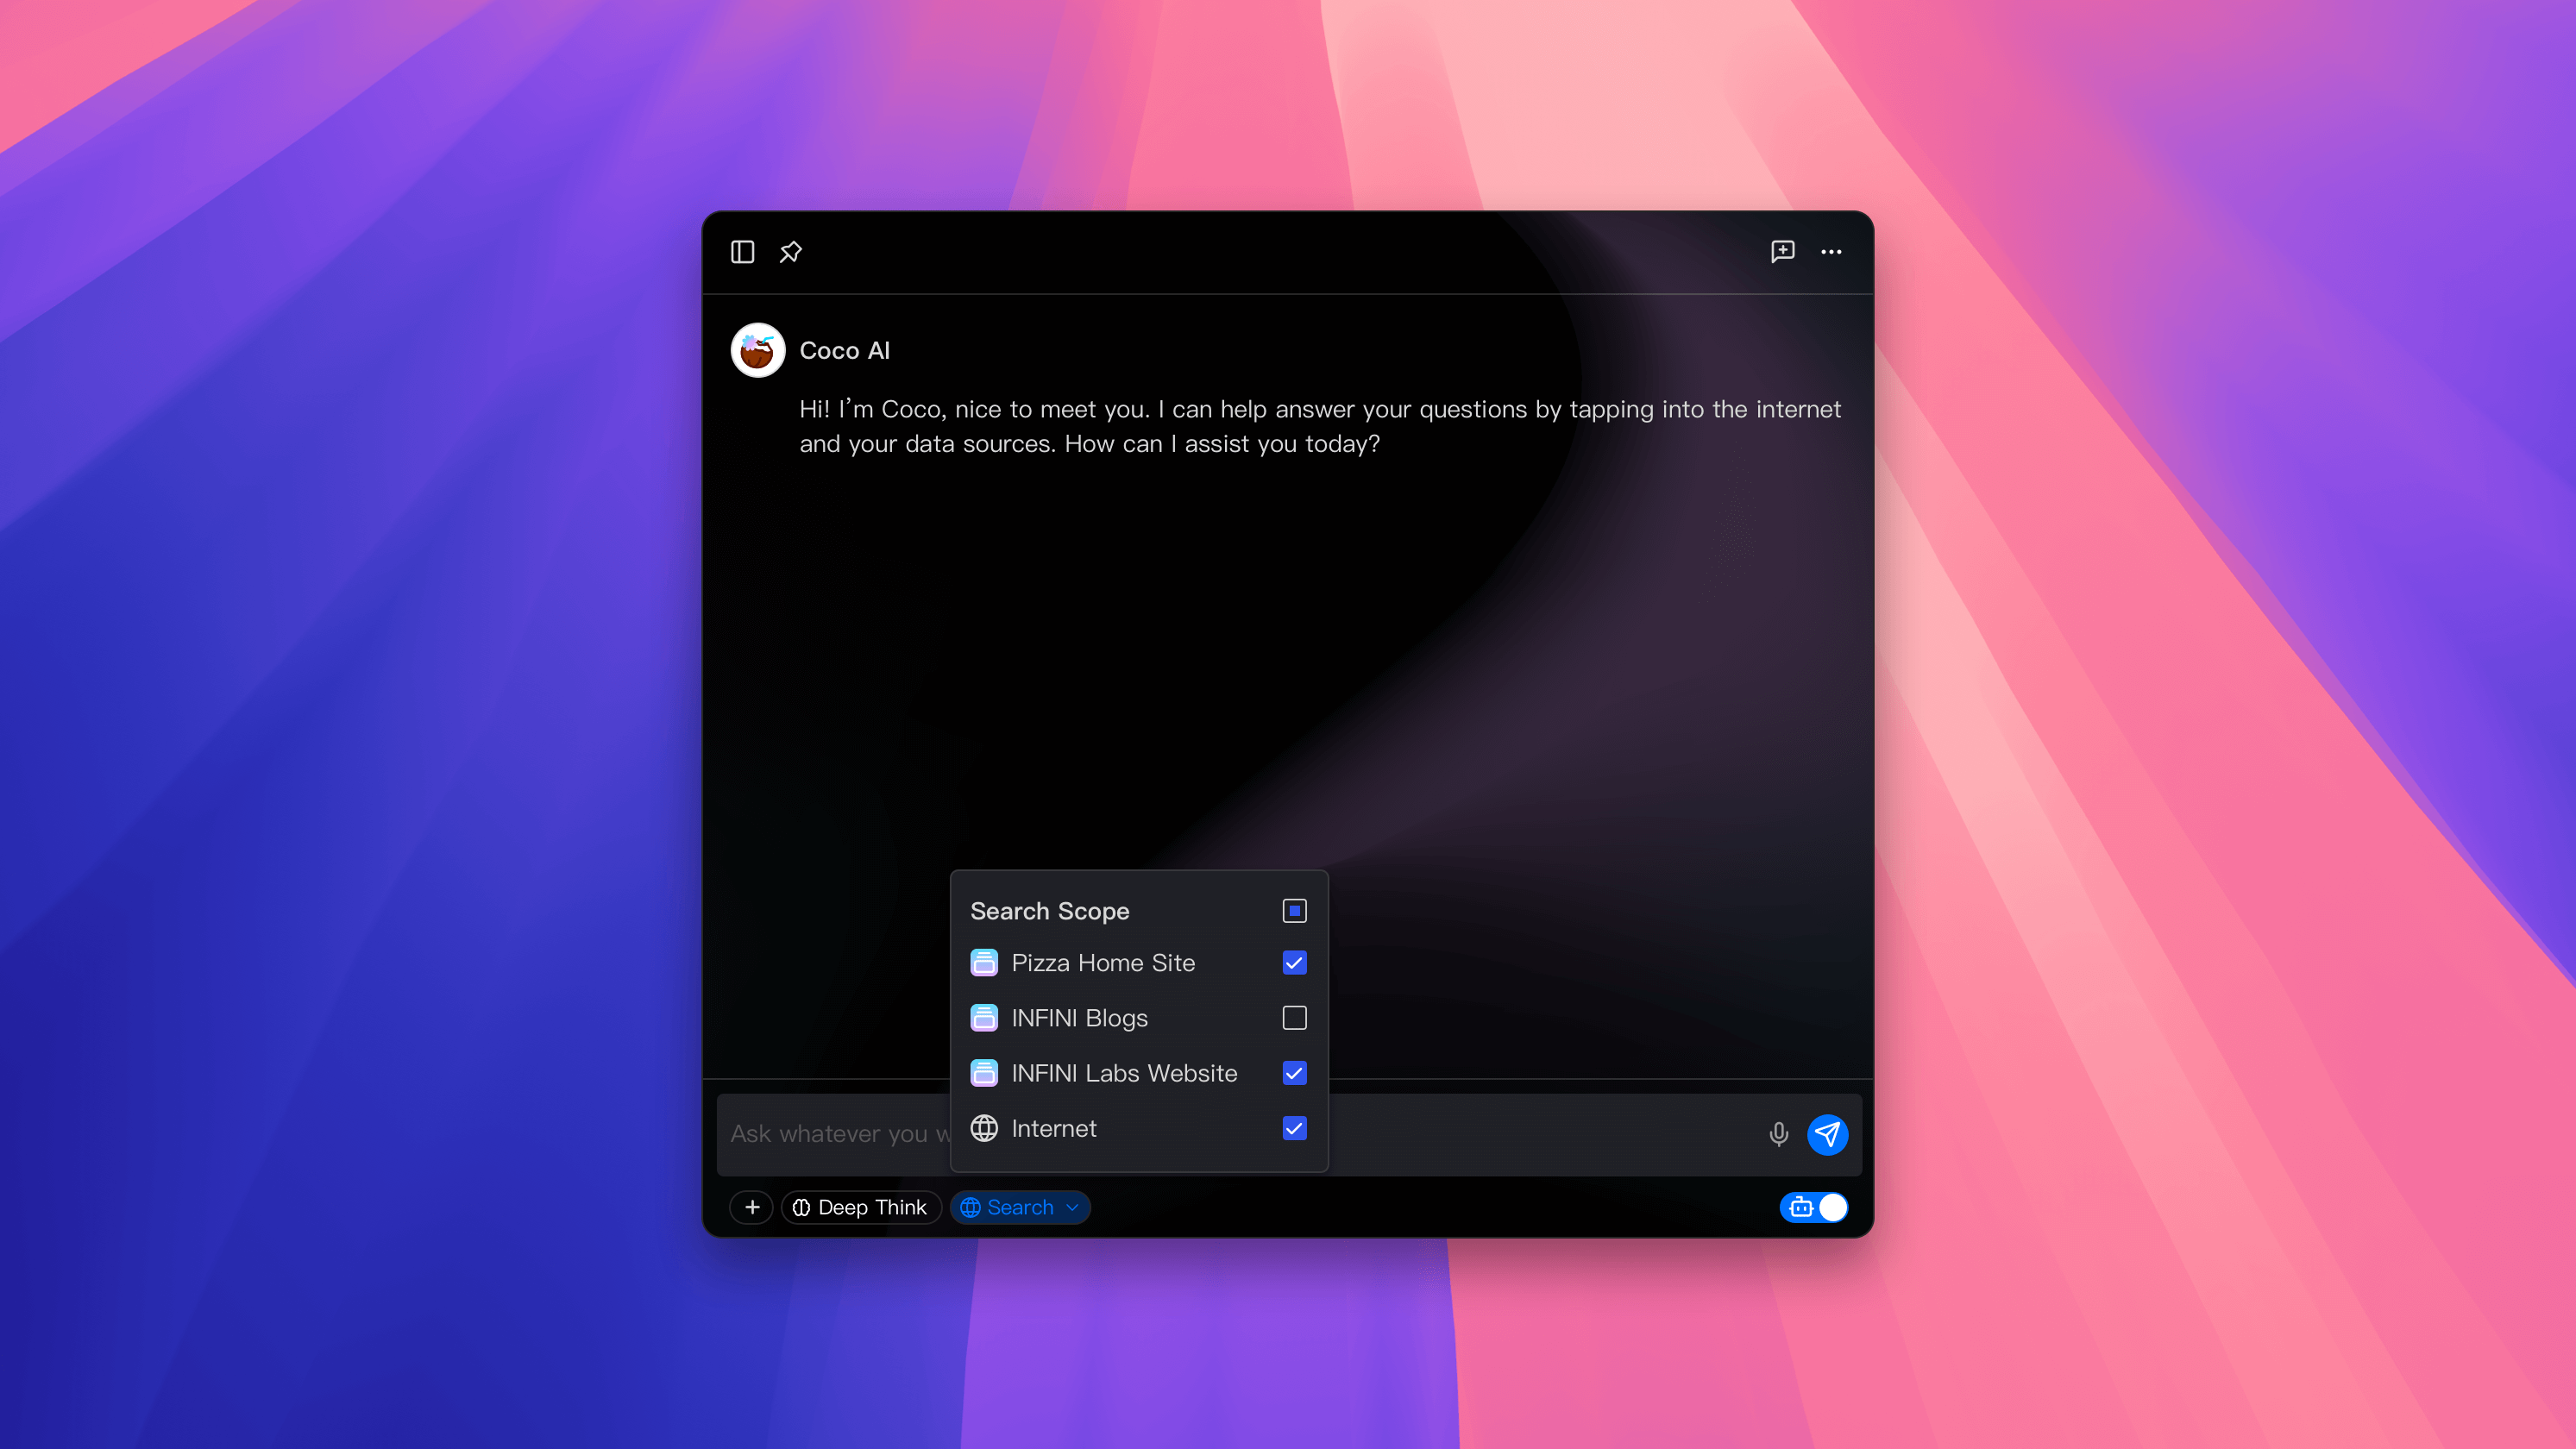 Coco AI
Hi! I’m Coco, nice to meet you. I can help answer your questions by tapping into the internet
and your data sources. How can I assist you today?
Search Scope
Pizza Home Site
INFINI Blogs
INFINI Labs Website
Internet
Ask whatever you
Deep Think
Search